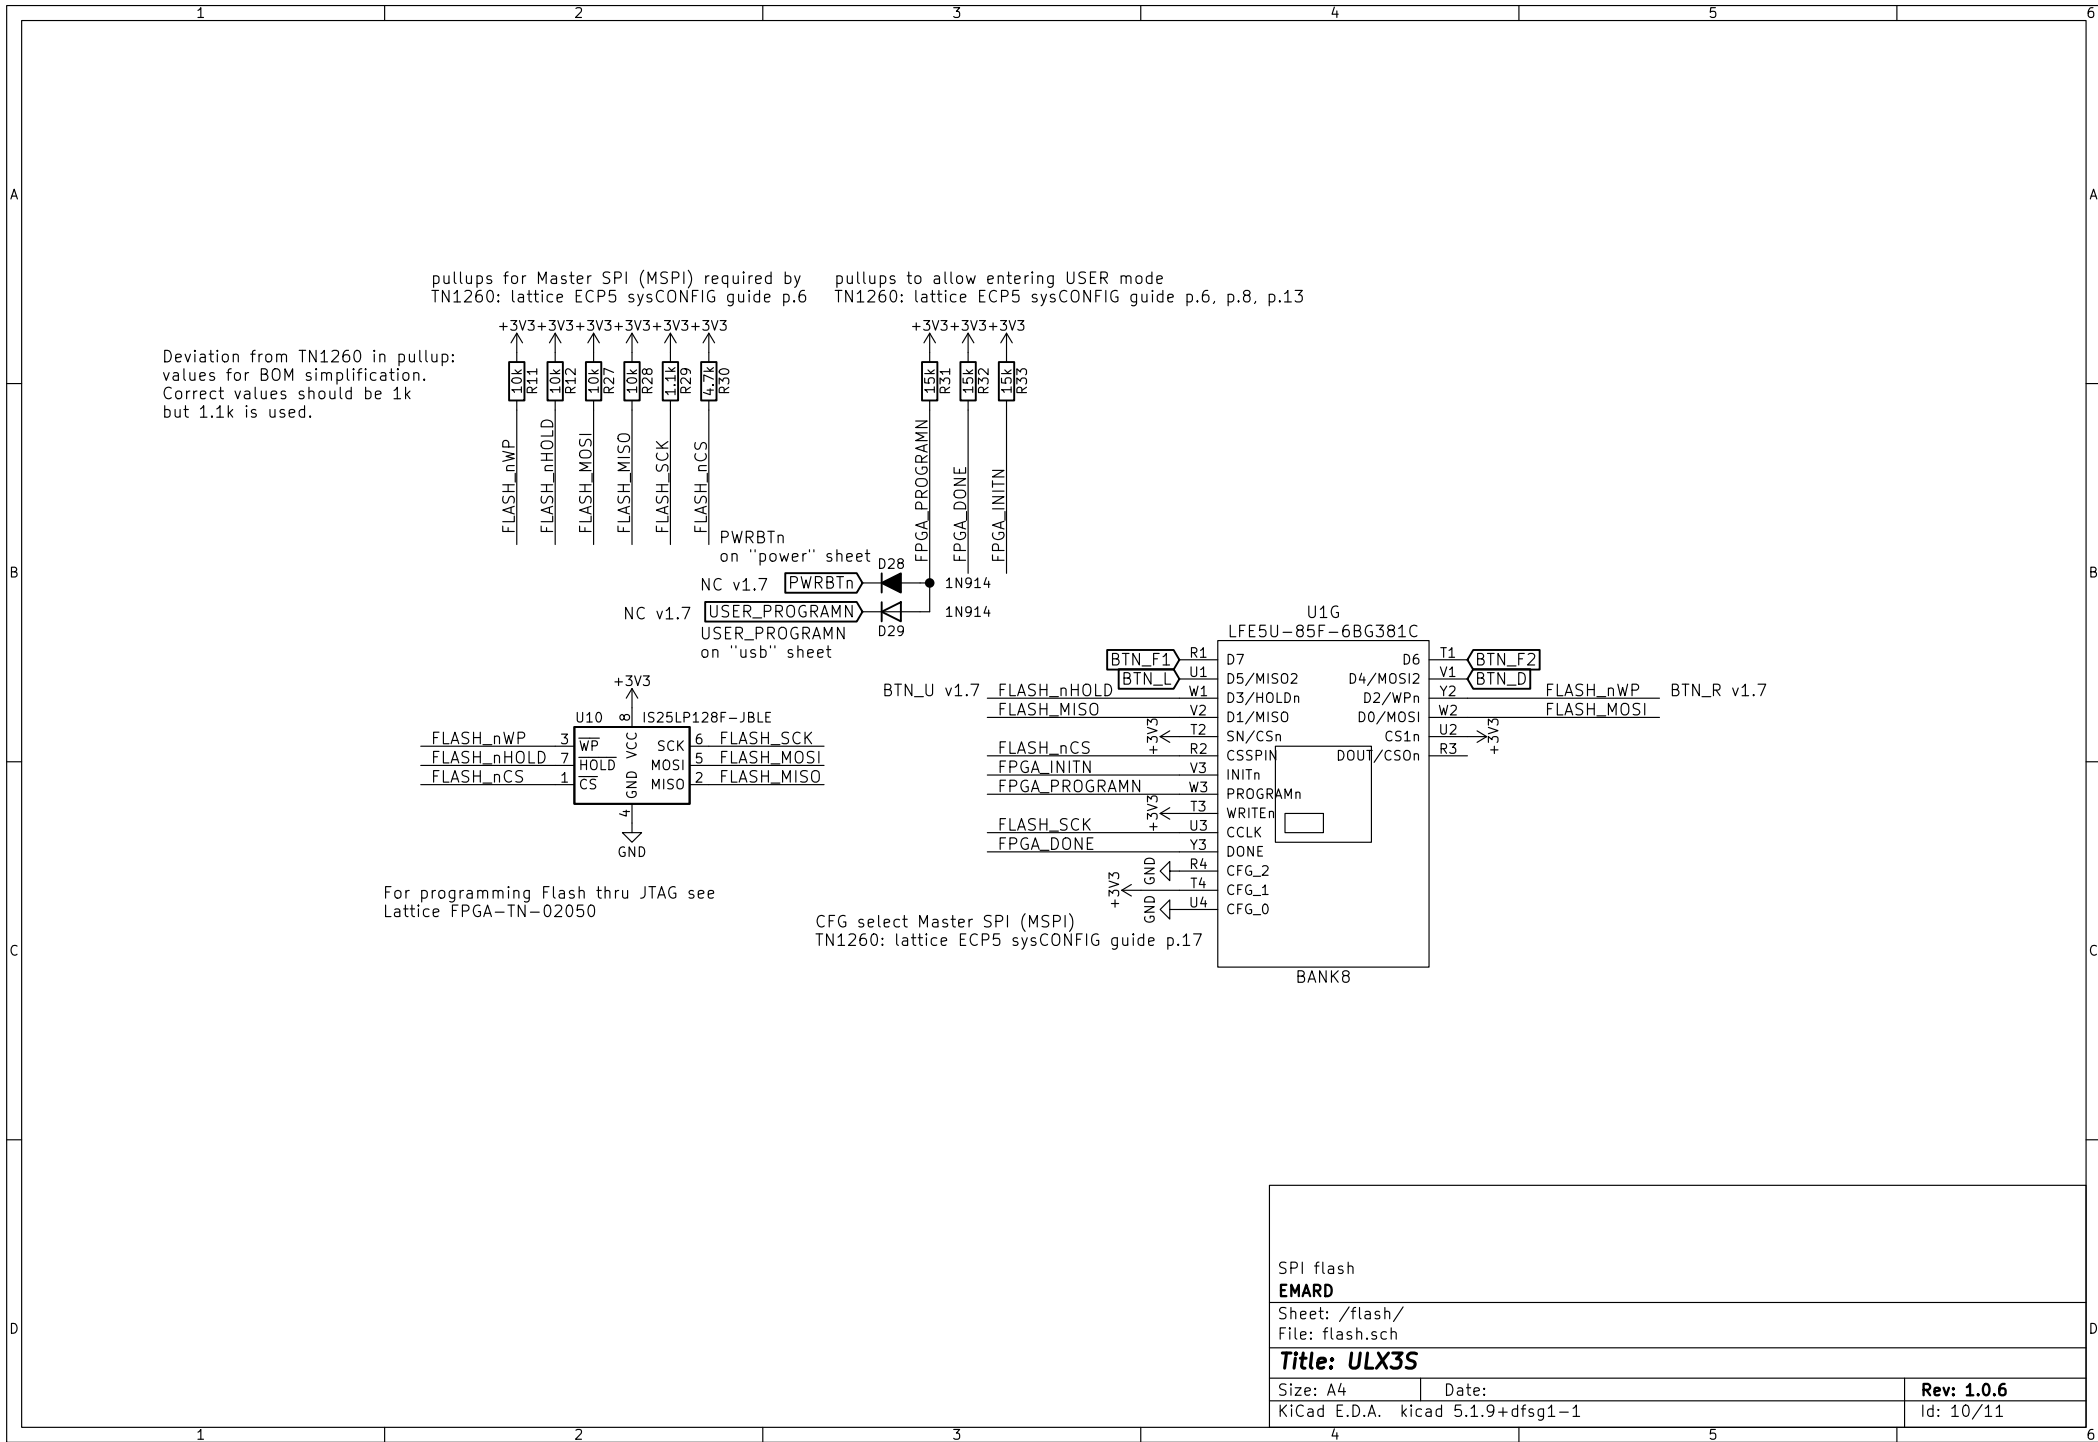 1 2 3 4 5 6
A A
B B
C C
D D
pullups for Master SPI (MSPI) required by
TN1260: lattice ECP5 sysCONFIG guide p.6
pullups to allow entering USER mode
TN1260: lattice ECP5 sysCONFIG guide p.6, p.8, p.13
Deviation from TN1260 in pullup:
values for BOM simplification.
Correct values should be 1k
but 1.1k is used.
+3V3 +3V3 +3V3 +3V3 +3V3 +3V3
10k R11
10k R12
10k R27
10k R28
1.1k R29
4.7k R30
FLASH_nWP
FLASH_nHOLD
FLASH_MOSI
FLASH_MISO
FLASH_SCK
FLASH_nCS
+3V3 +3V3 +3V3
15k R31
15k R32
15k R33
FPGA_PROGRAMN
FPGA_DONE
FPGA_INITN
PWRBTn
on "power" sheet
NC v1.7 PWRBTn D28 1N914
NC v1.7 USER_PROGRAMN D29 1N914
USER_PROGRAMN
on "usb" sheet
+3V3
U10 8 IS25LP128F-JBLE
FLASH_nWP 3 WP VCC SCK 6 FLASH_SCK
FLASH_nHOLD 7 HOLD MOSI 5 FLASH_MOSI
FLASH_nCS 1 CS GND MISO 2 FLASH_MISO
4
GND
For programming Flash thru JTAG see
Lattice FPGA-TN-02050
U1G
LFE5U-85F-6BG381C
BTN_F1 R1 D7 D6 T1 BTN_F2
BTN_L U1 D5/MISO2 D4/MOSI2 V1 BTN_D
BTN_U v1.7 FLASH_nHOLD W1 D3/HOLDn D2/WPn Y2 FLASH_nWP BTN_R v1.7
FLASH_MISO V2 D1/MISO D0/MOSI W2 FLASH_MOSI
+3V3 T2 SN/CSn CS1n U2 +3V3
FLASH_nCS R2 CSSPIN DOUT/CSOn R3
FPGA_INITN V3 INITn
FPGA_PROGRAMN W3 PROGRAMn
+3V3 T3 WRITEn
FLASH_SCK U3 CCLK
FPGA_DONE Y3 DONE
GND R4 CFG_2
+3V3 T4 CFG_1
GND U4 CFG_0
CFG select Master SPI (MSPI)
TN1260: lattice ECP5 sysCONFIG guide p.17
BANK8
SPI flash
EMARD
Sheet: /flash/
File: flash.sch
Title: ULX3S
Size: A4 Date: Rev: 1.0.6
KiCad E.D.A. kicad 5.1.9+dfsg1-1 Id: 10/11
1 2 3 4 5 6